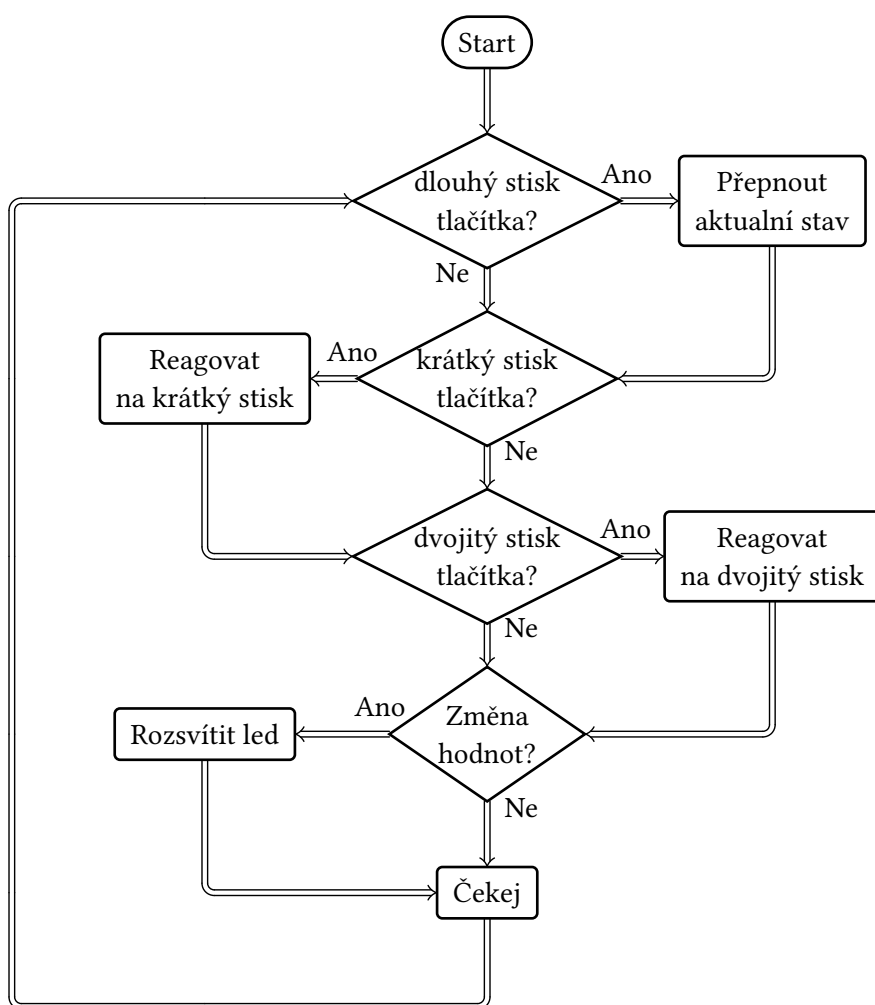 Start
dlouhý stisk
tlačítka?
Ano
Přepnout
aktualní stav
Ne
Reagovat
na krátký stisk
Ano
krátký stisk
tlačítka?
Ne
dvojitý stisk
tlačítka?
Ano
Reagovat
na dvojitý stisk
Ne
Rozsvítit led
Ano
Změna
hodnot?
Ne
Čekej